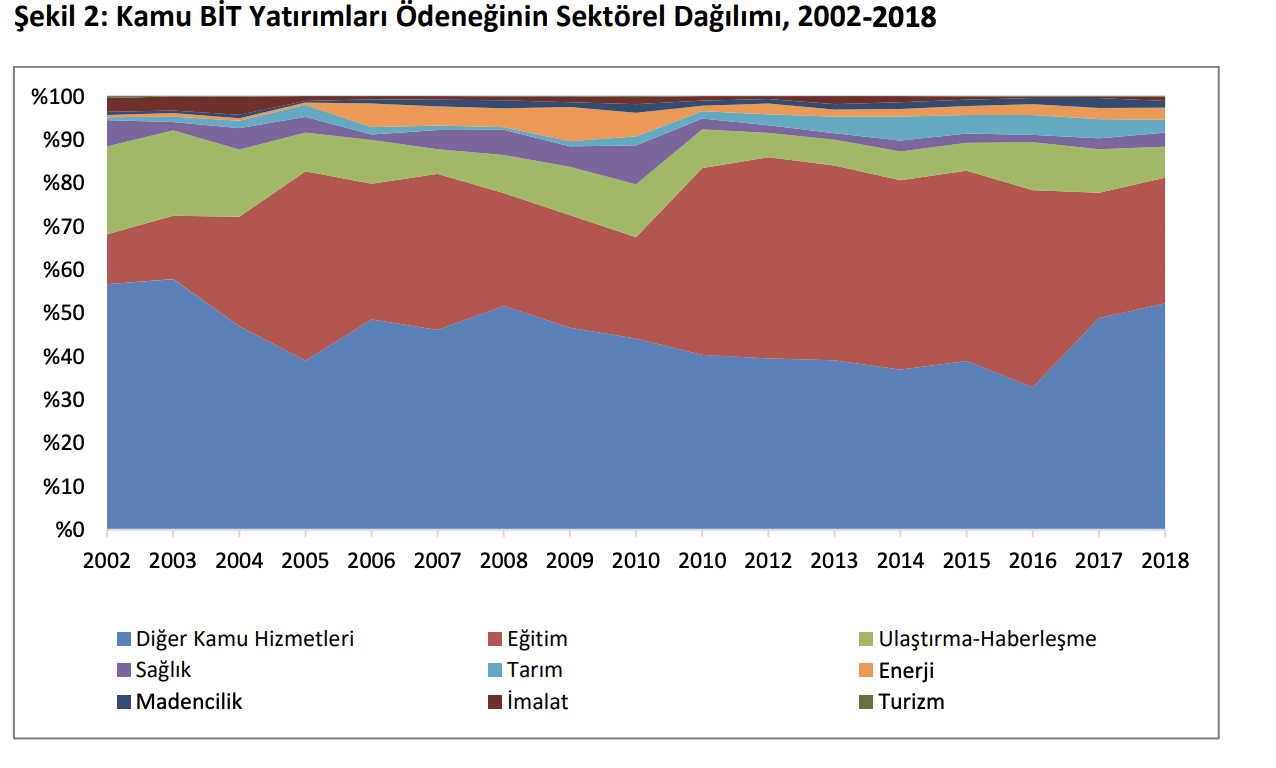 Şekil 2: Kamu BİT Yatırımları Ödeneğinin Sektörel Dağılımı, 2002-2018
%100
%90
%80
%70
%60
%50
%40
%30
%20
%10
%0
2002 2003 2004 2005 2006 2007 2008 2009 2010 2010 2012 2013 2014 2015 2016 2017 2018
Diğer Kamu Hizmetleri Eğitim Ulaştırma-Haberleşme
Sağlık Tarım Enerji
Madencilik İmalat Turizm